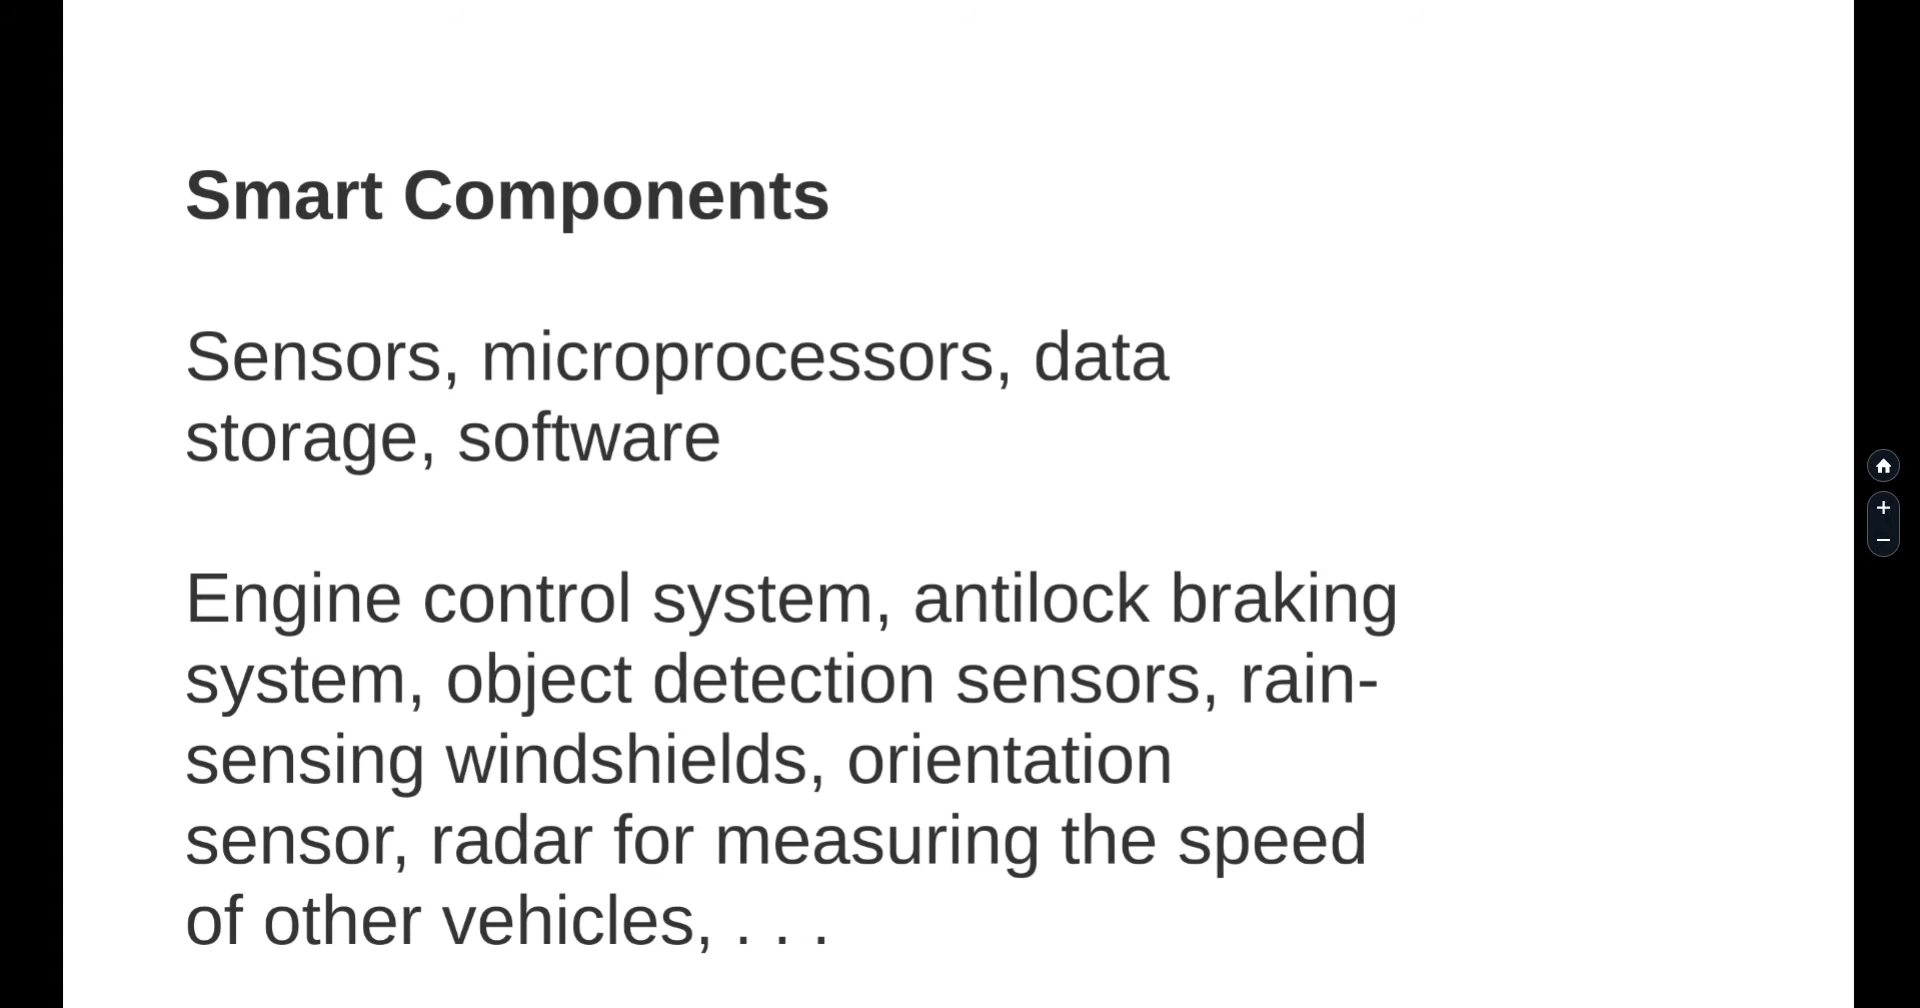 Smart Components
Sensors, microprocessors, data
storage, software
Engine control system, antilock braking
system, object detection sensors, rain-
sensing windshields, orientation
sensor, radar for measuring the speed
of other vehicles, . . .